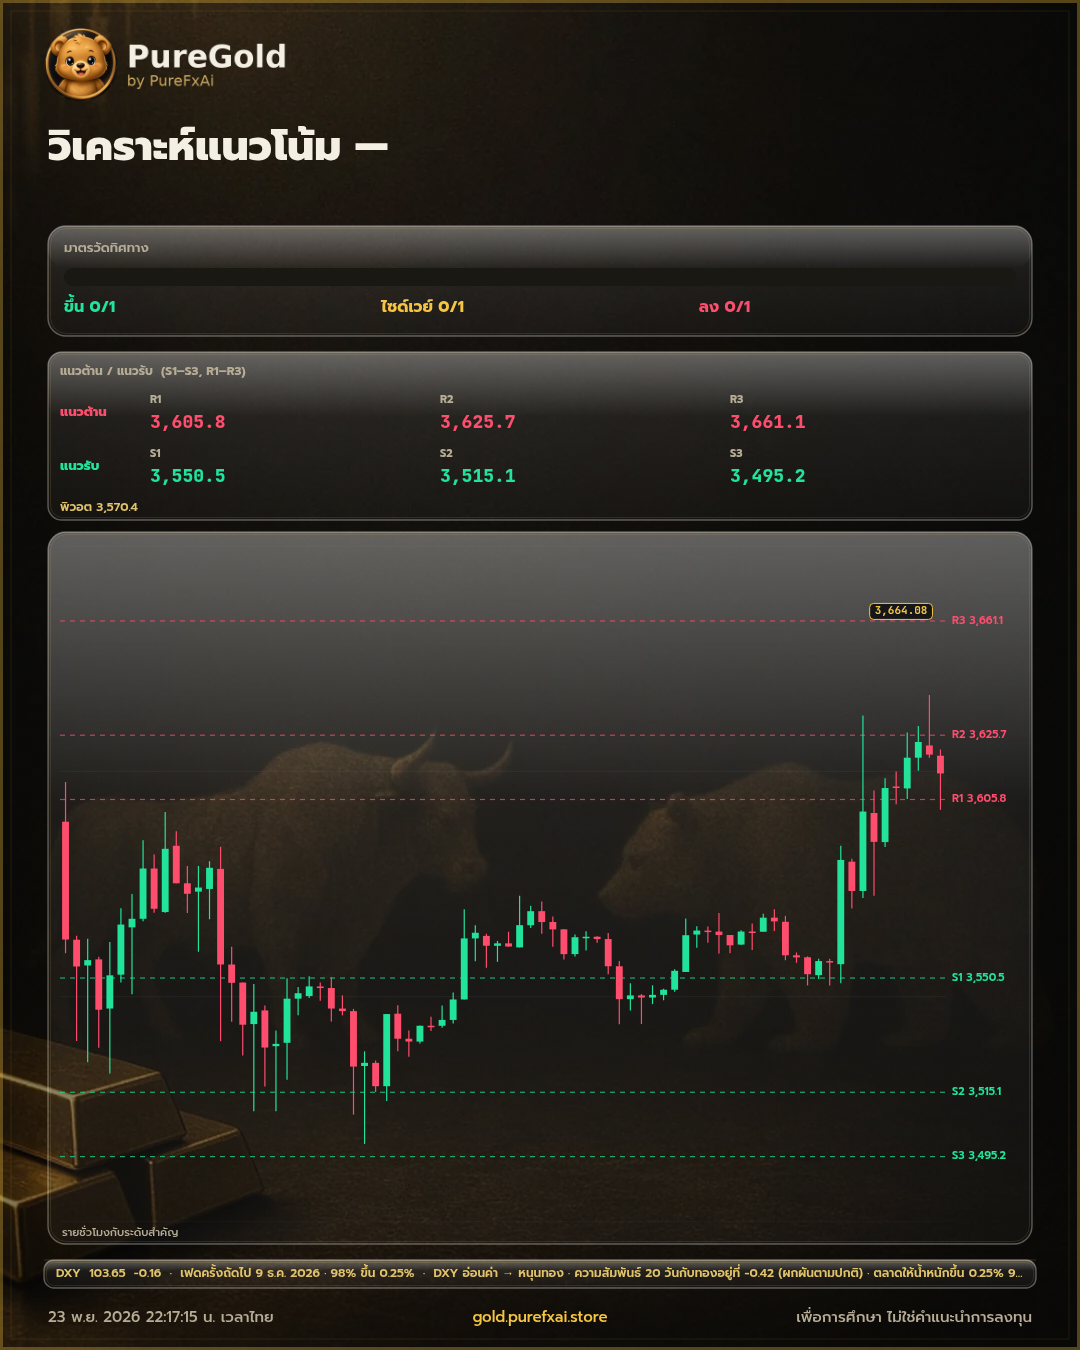 PureGold
by PureFxAi
วิเคราะห์แนวโน้ม —
มาตรวัดทิศทาง
ขึ้น 0/1 ไซด์เวย์ 0/1 ลง 0/1
แนวต้าน / แนวรับ (S1–S3, R1–R3)
R1 R2 R3
แนวต้าน 3,605.8 3,625.7 3,661.1
S1 S2 S3
แนวรับ 3,550.5 3,515.1 3,495.2
พิวอต 3,570.4
3,664.08
R3 3,661.1
R2 3,625.7
R1 3,605.8
S1 3,550.5
S2 3,515.1
S3 3,495.2
รายชั่วโมงกับระดับสำคัญ
DXY 103.65 -0.16 · เฟดครั้งถัดไป 9 ธ.ค. 2026 · 98% ขึ้น 0.25% · DXY อ่อนค่า → หนุนทอง · ความสัมพันธ์ 20 วันกับทองอยู่ที่ -0.42 (ผกผันตามปกติ) · ตลาดให้น้ำหนักขึ้น 0.25% 9…
23 พ.ย. 2026 22:17:15 น. เวลาไทย gold.purefxai.store เพื่อการศึกษา ไม่ใช่คำแนะนำการลงทุน